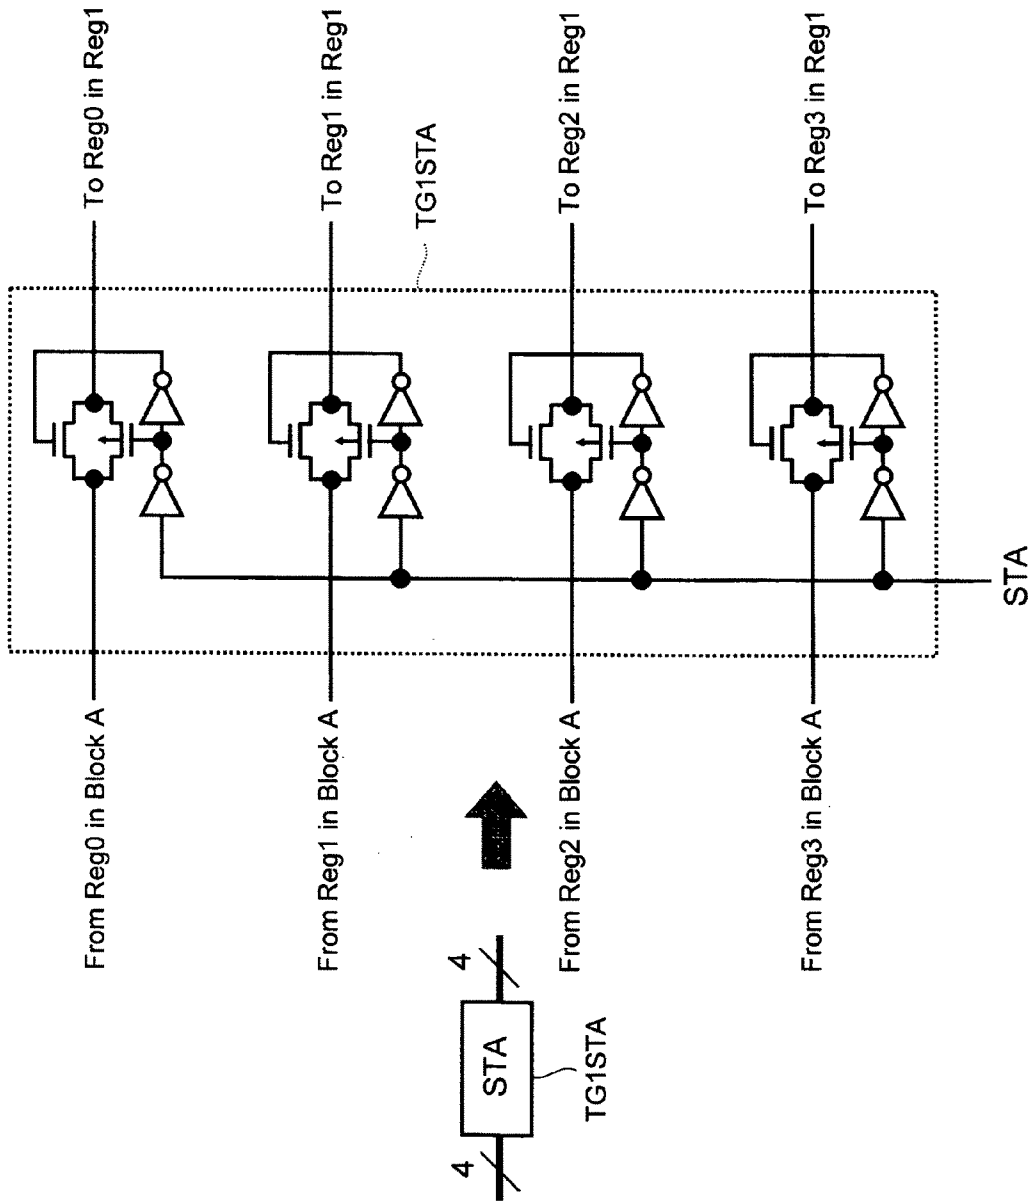 4
STA
4
TG1STA
From Reg0 in Block A
To Reg0 in Reg1
From Reg1 in Block A
To Reg1 in Reg1
TG1STA
From Reg2 in Block A
To Reg2 in Reg1
From Reg3 in Block A
To Reg3 in Reg1
STA